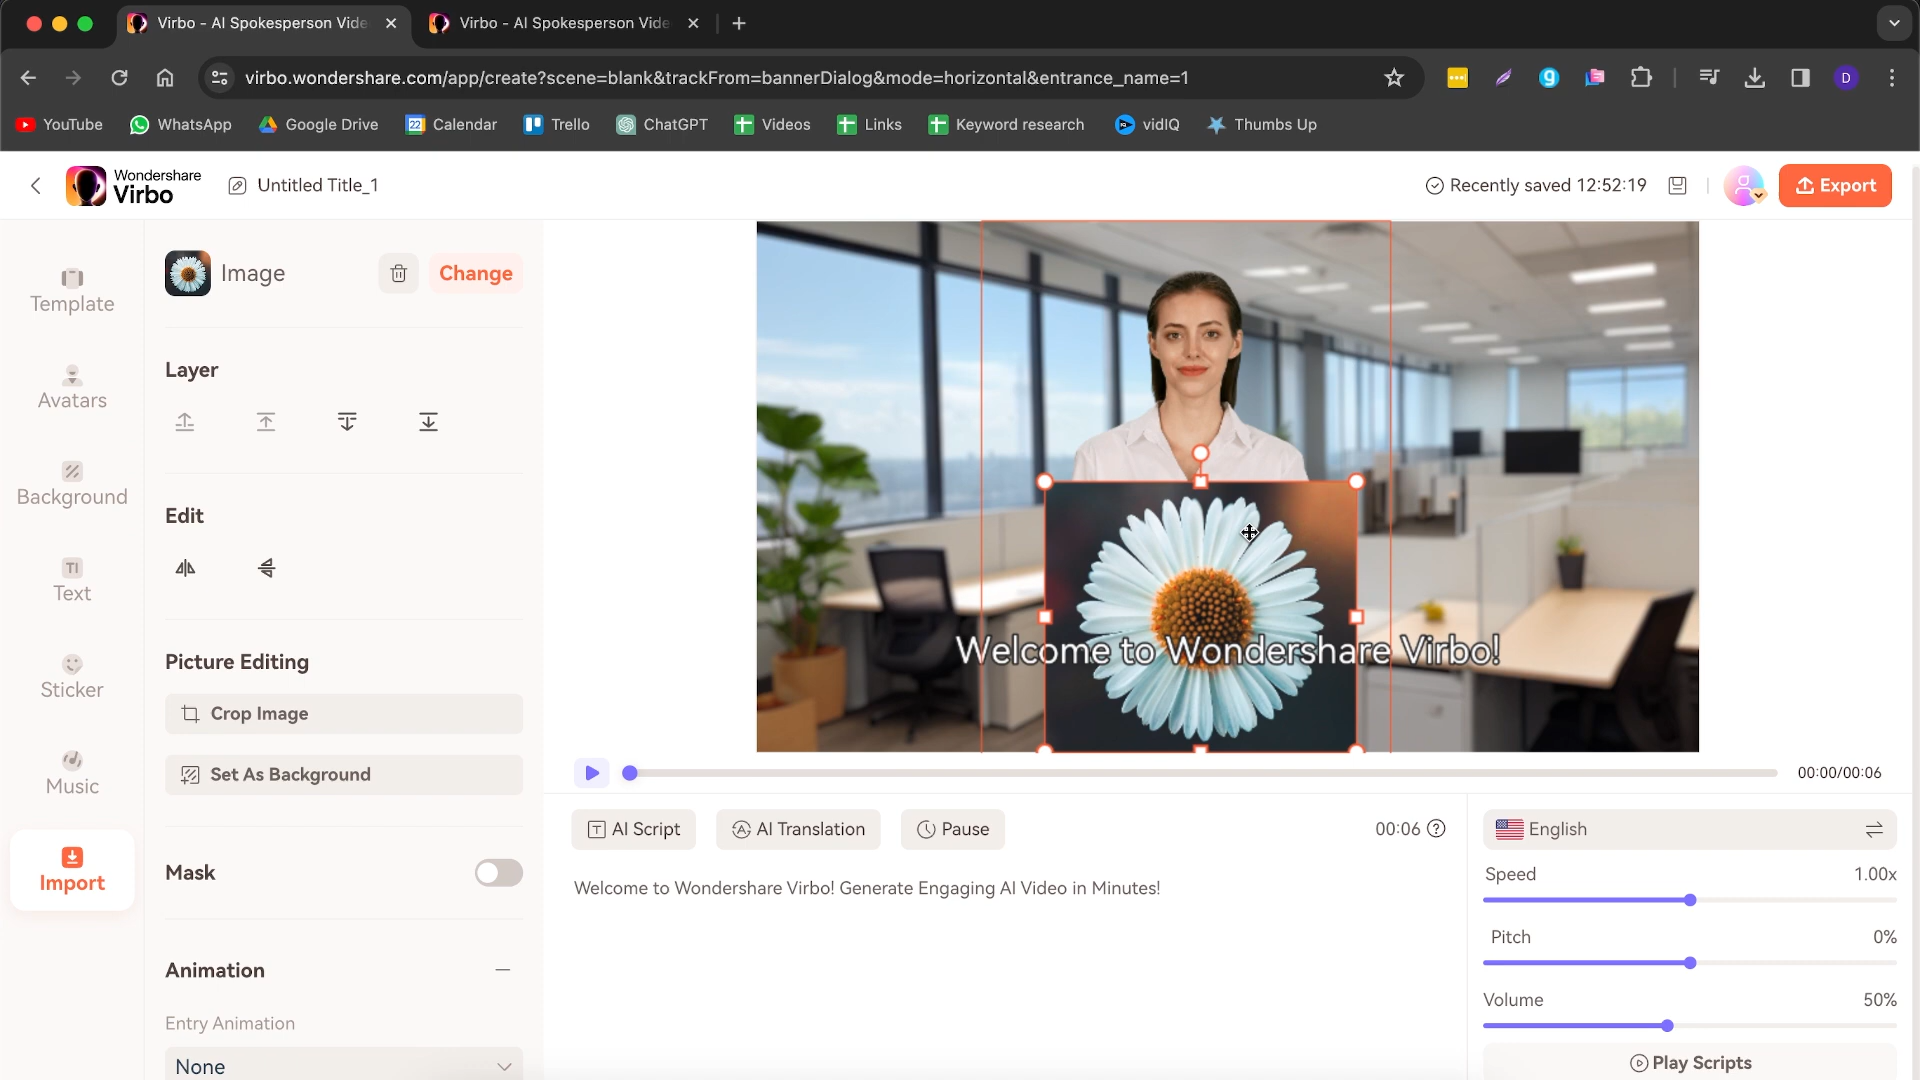 Virbo - AI Spokesperson Vide
Virbo - AI Spokesperson Vide
virbo.wondershare.com/app/create?scene=blank&trackFrom=bannerDialog&mode=horizontal&entrance_name=1
D
YouTube
WhatsApp
Google Drive
22 Calendar
Trello
ChatGPT
Videos
Links
Keyword research
vidIQ
Thumbs Up
Wondershare
Virbo
Untitled Title_1
Recently saved 12:52:19
Export
Template
Avatars
Background
Text
Sticker
Music
Import
Image
Change
Layer
Edit
Picture Editing
Crop Image
Set As Background
Mask
Animation
Entry Animation
None
Welcome to Wondershare Virbo!
00:00/00:06
AI Script
AI Translation
Pause
00:06
Welcome to Wondershare Virbo! Generate Engaging AI Video in Minutes!
English
Speed 1.00x
Pitch 0%
Volume 50%
Play Scripts